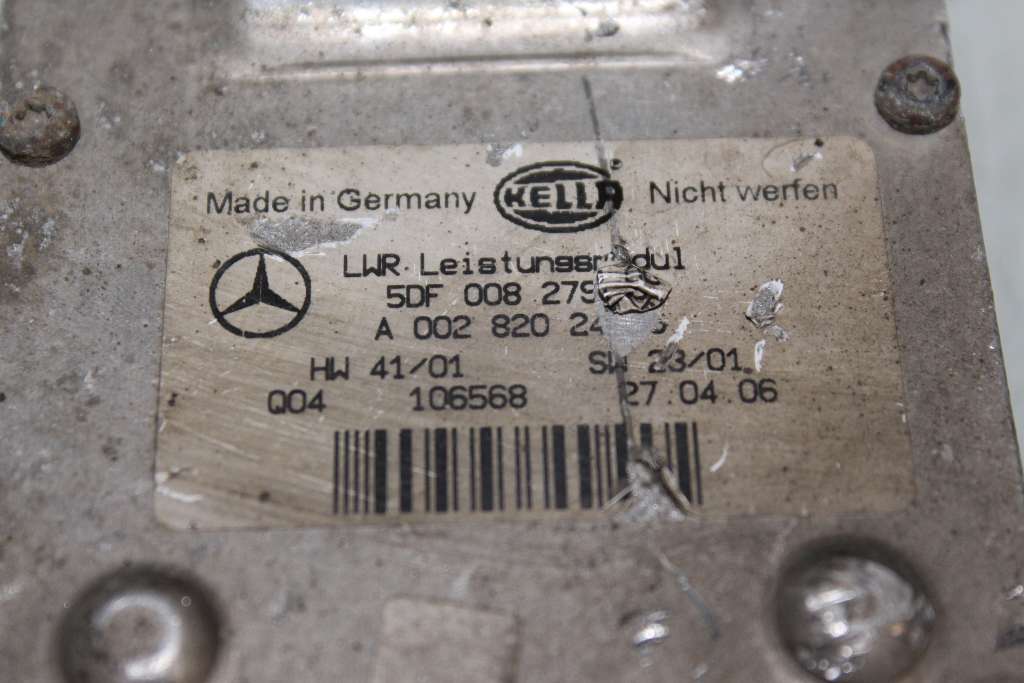 Made in Germany HELLA Nicht werfen
LWR Leistungsmodul
5DF 008 279
A 002 820
HW 41/01 SW 23/01
Q04 106568 27.04.06